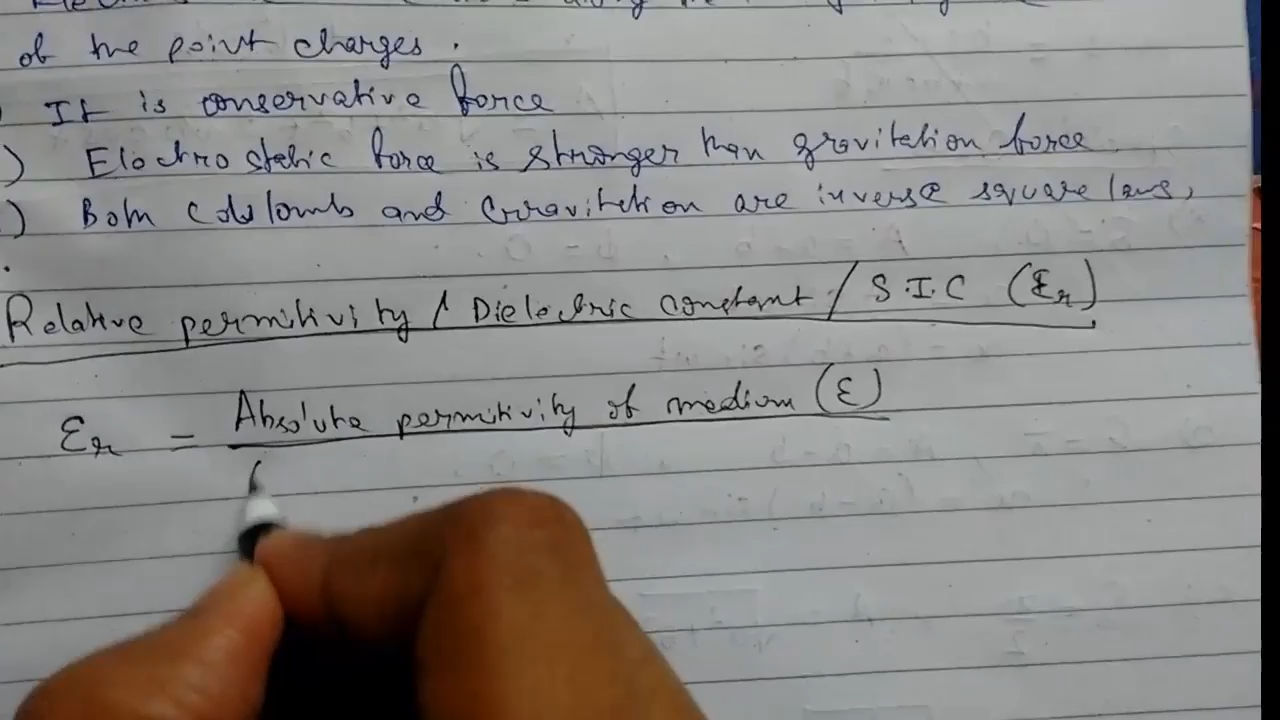 of the point charges.
It is conservative force
) Electrostatic force is stronger than gravitation force
) Both Coloumb and Gravitation are inverse square laws,
Relative permitivity / Dielectric constant / S.I.C (εr)
εr = Absolute permitivity of medium (ε)